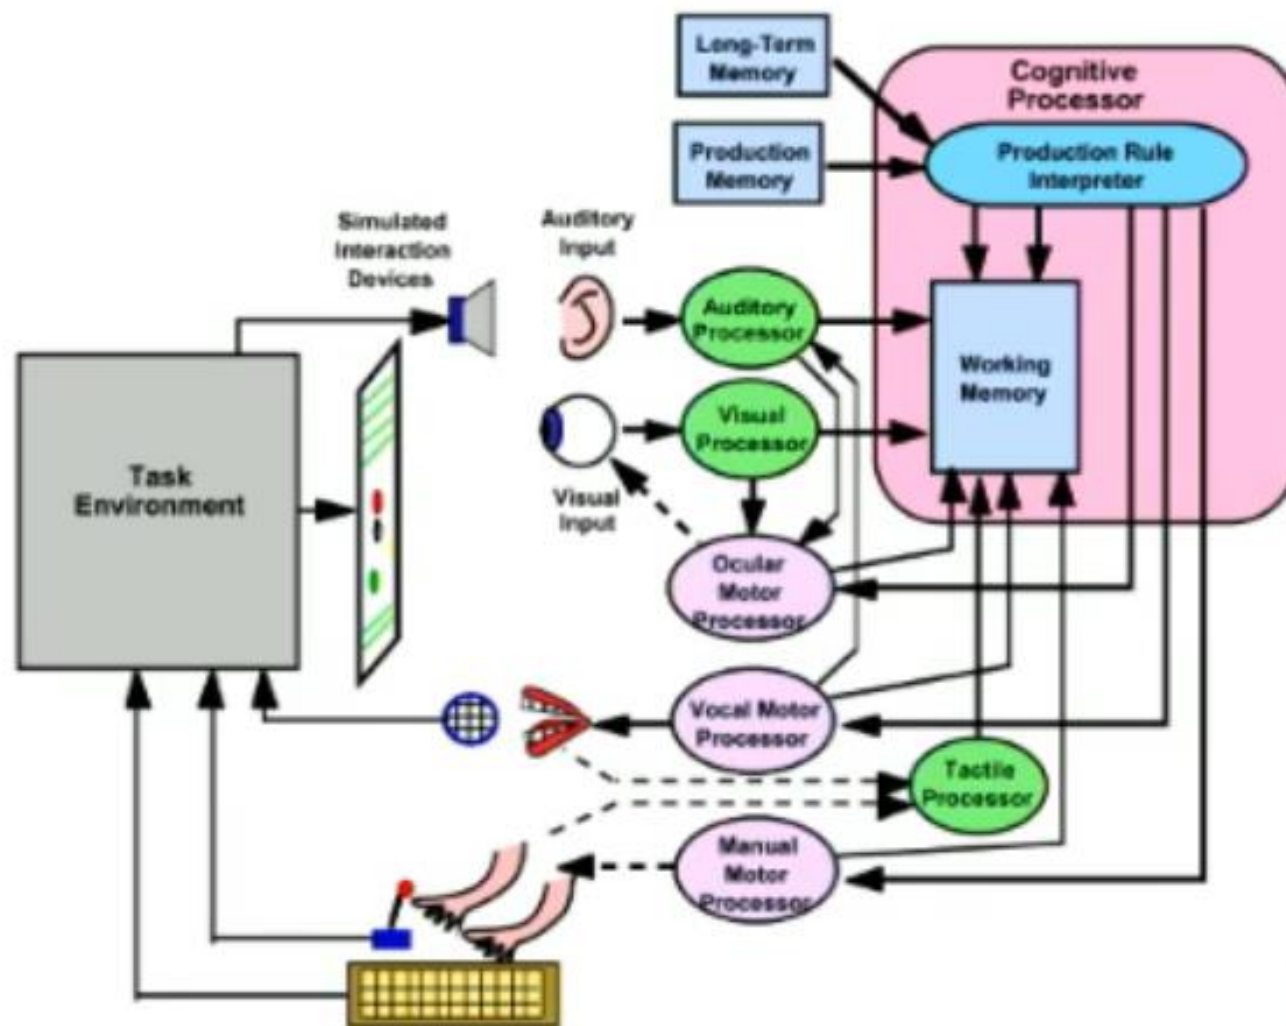 Long-Term
Memory
Cognitive
Processor
Production
Memory
Production Rule
Interpreter
Simulated
Interaction
Devices
Auditory
Input
Auditory
Processor
Working
Memory
Visual
Processor
Task
Environment
Visual
Input
Ocular
Motor
Processor
Vocal Motor
Processor
Tactile
Processor
Manual
Motor
Processor